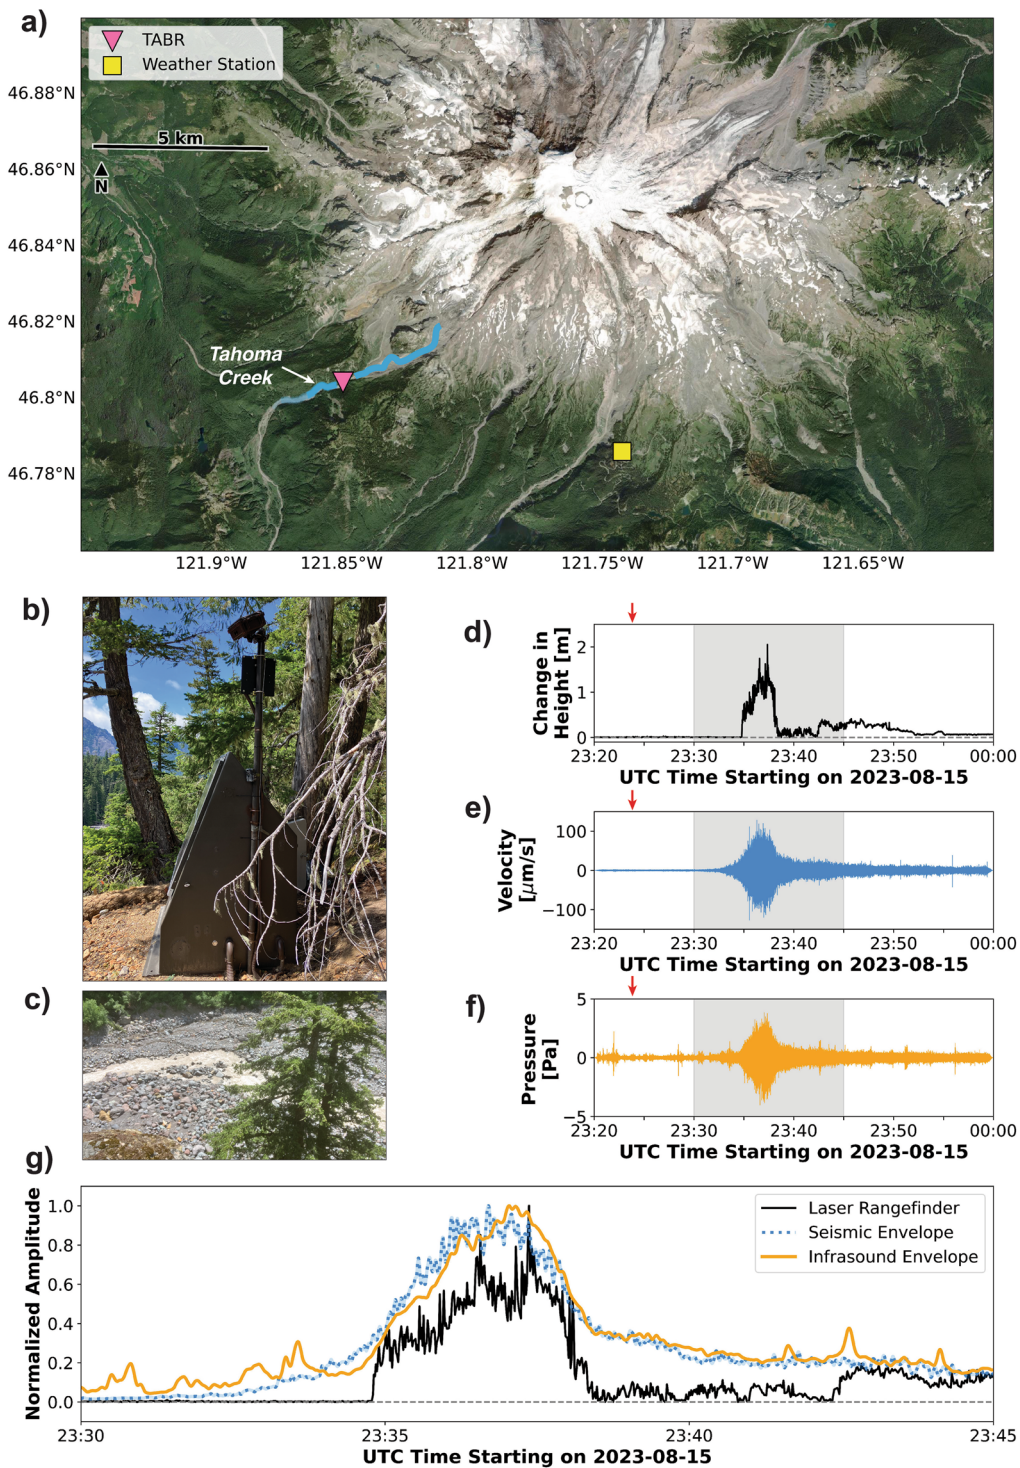 a)
TABR
Weather Station
46.88°N
5 km
46.86°N
N
46.84°N
46.82°N
Tahoma
Creek
46.8°N
46.78°N
121.9°W
121.85°W
121.8°W
121.75°W
121.7°W
121.65°W
b)
c)
d)
Change in
Height [m]
2
1
0
23:20
23:30
23:40
23:50
00:00
UTC Time Starting on 2023-08-15
e)
Velocity
[μm/s]
100
0
−100
23:20
23:30
23:40
23:50
00:00
UTC Time Starting on 2023-08-15
f)
Pressure
[Pa]
5
0
−5
23:20
23:30
23:40
23:50
00:00
UTC Time Starting on 2023-08-15
g)
Normalized Amplitude
1.0
0.8
0.6
0.4
0.2
0.0
Laser Rangefinder
Seismic Envelope
Infrasound Envelope
23:30
23:35
23:40
23:45
UTC Time Starting on 2023-08-15